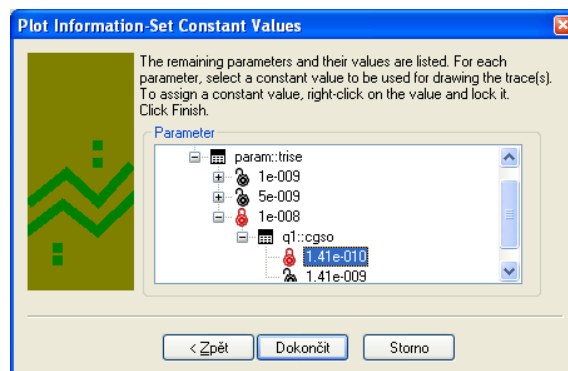 Plot Information-Set Constant Values
The remaining parameters and their values are listed. For each
parameter, select a constant value to be used for drawing the trace(s).
To assign a constant value, right-click on the value and lock it.
Click Finish.
Parameter
param::trise
1e-009
5e-009
1e-008
q1::cgso
1.41e-010
1.41e-009
< Zpět
Dokončit
Storno